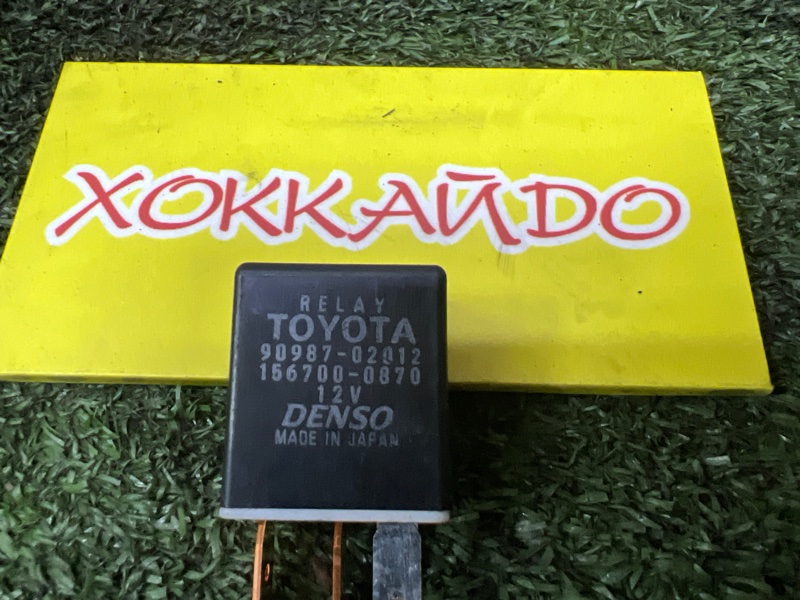 ХОККАЙДО
RELAY
TOYOTA
90987-02012
156700-0870
12V
DENSO
MADE IN JAPAN